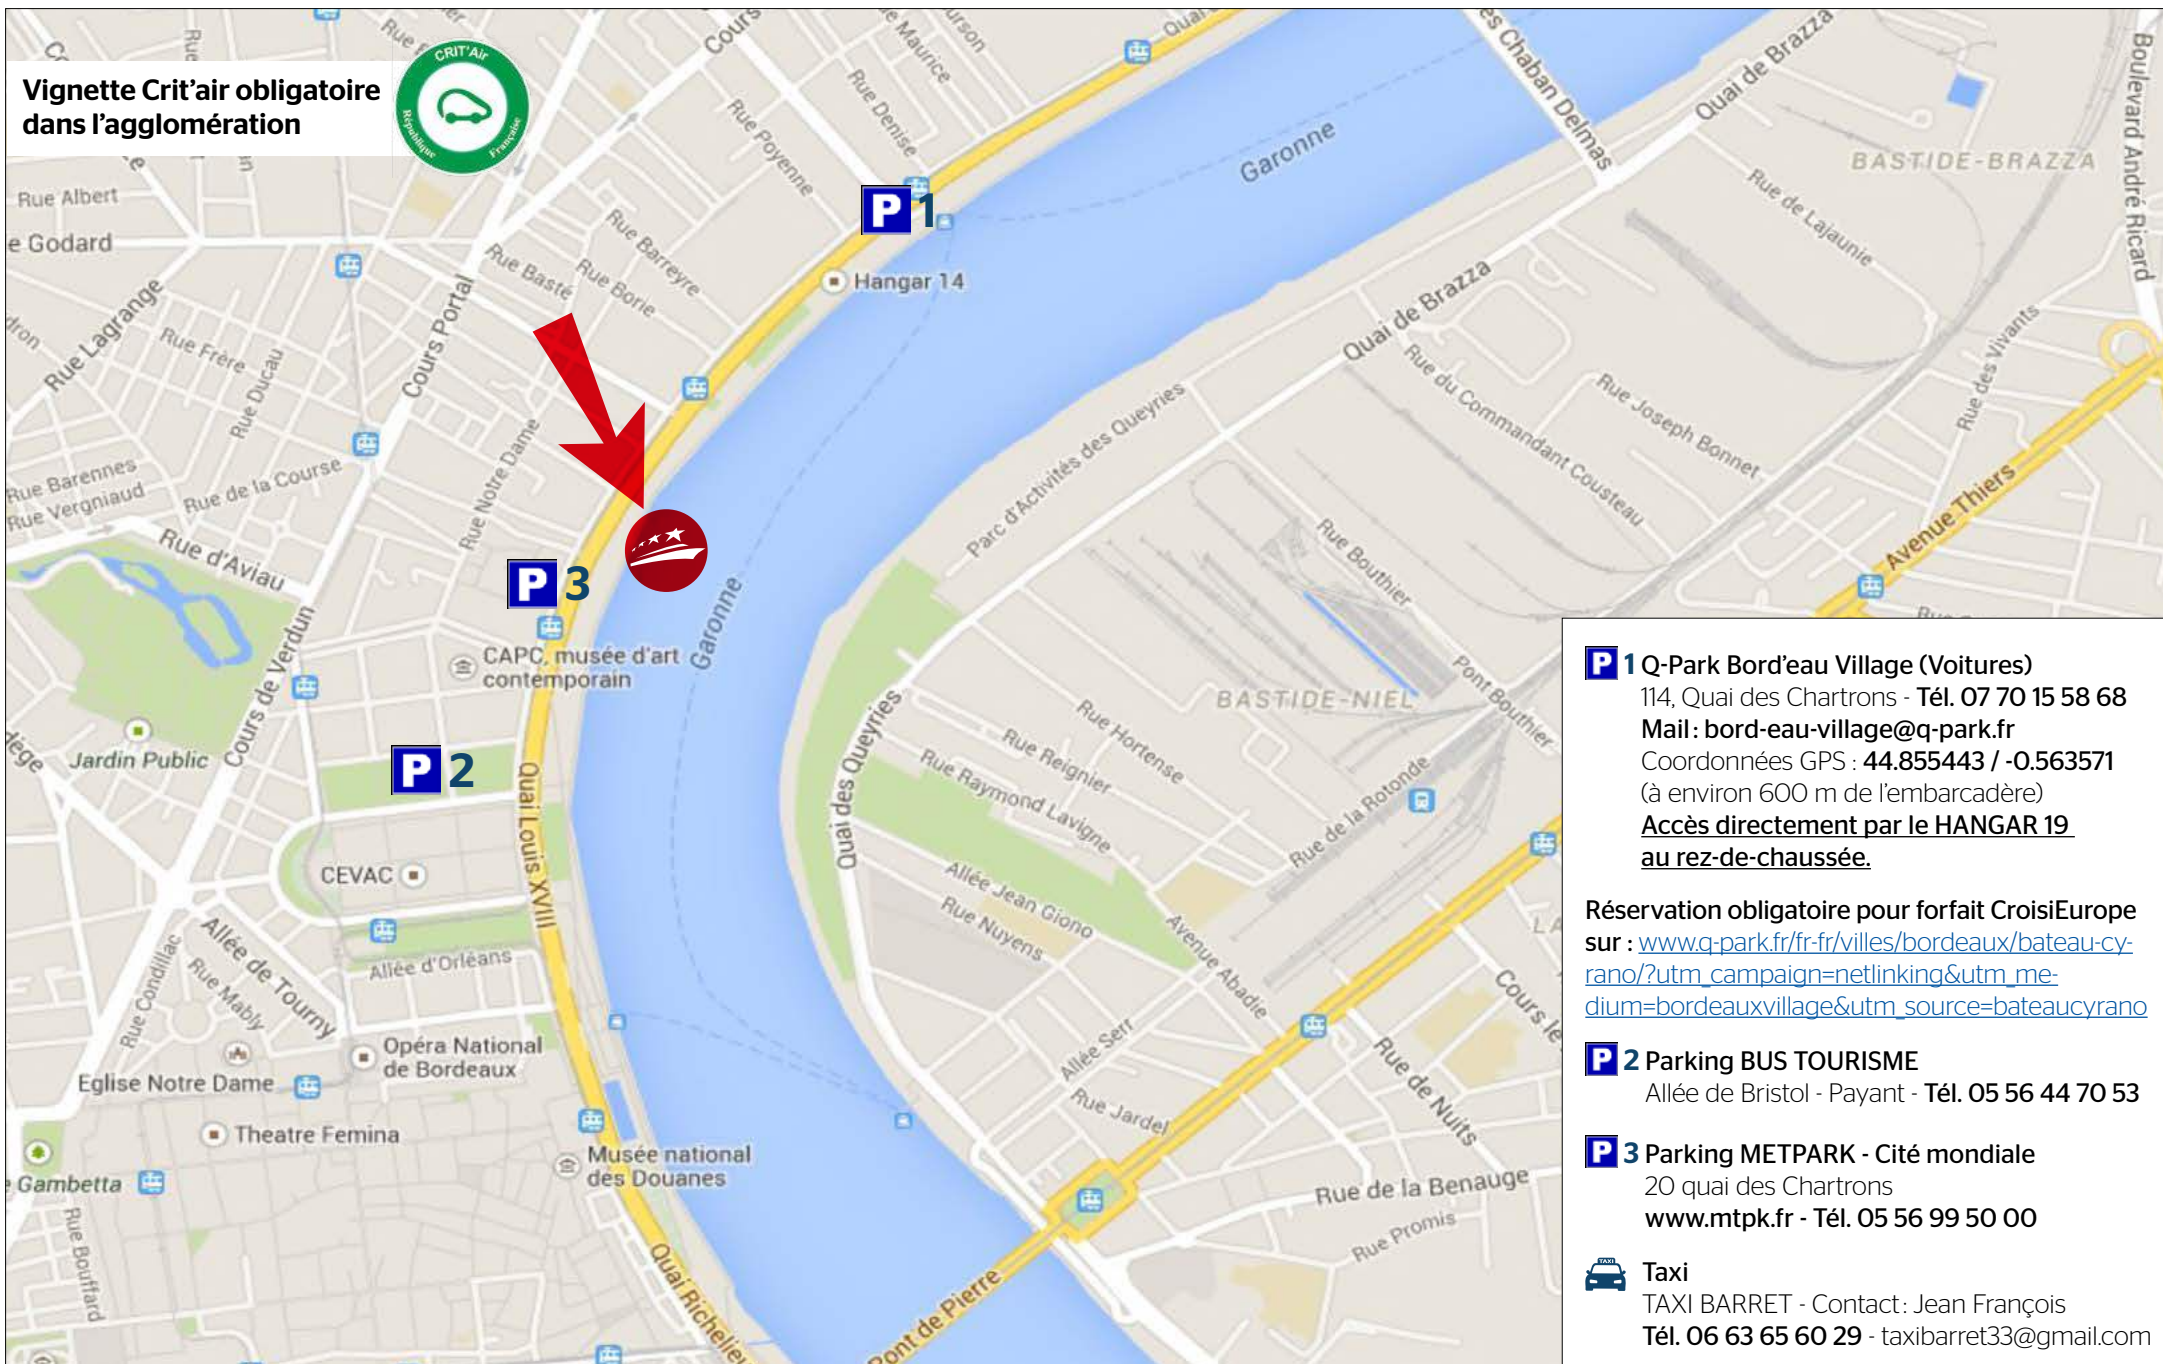 Vignette Crit'air obligatoire
dans l'agglomération
CRIT'Air
République
Française
Rue Albert
e Godard
Rue Lagrange
Rue Frère
Rue Ducau
Cours Portal
Rue Barennes
Rue Vergniaud
Rue de la Course
Rue Notre Dame
Rue d'Aviau
Cours de Verdun
Jardin Public
Cours
Rue Maurice
Rue Denise
Rue Poyenne
Rue Barreyre
Rue Borie
Rue Basté
P 1
Hangar 14
Garonne
Quai de Brazza
BASTIDE-BRAZZA
Boulevard André Ricard
Rue de Lajaunie
es Chaban Delmas
Quai de Brazza
Rue des Vivants
Rue du Commandant Cousteau
Rue Joseph Bonnet
Parc d'Activités des Queyries
Avenue Thiers
Rue Bouthier
Pont Bouthier
BASTIDE-NIEL
P 3
CAPC, musée d'art
contemporain
Garonne
P 2
Quai Louis XVIII
CEVAC
Allée d'Orléans
Allée de Tourny
Rue Condillac
Rue Mably
Opéra National
de Bordeaux
Eglise Notre Dame
Theatre Femina
Gambetta
Rue Bouffard
Musée national
des Douanes
Quai Richelieu
Pont de Pierre
Quai des Queyries
Rue Hortense
Rue Reignier
Rue Raymond Lavigne
Rue de la Rotonde
Allée Jean Giono
Rue Nuyens
Avenue Abadie
Allée Serr
Rue Jardel
Rue de Nuits
Cours le
Rue de la Benauge
Rue Promis
P 1 Q-Park Bord'eau Village (Voitures)
114, Quai des Chartrons - Tél. 07 70 15 58 68
Mail : bord-eau-village@q-park.fr
Coordonnées GPS : 44.855443 / -0.563571
(à environ 600 m de l'embarcadère)
Accès directement par le HANGAR 19
au rez-de-chaussée.
Réservation obligatoire pour forfait CroisiEurope
sur : www.q-park.fr/fr-fr/villes/bordeaux/bateau-cy-
rano/?utm_campaign=netlinking&utm_me-
dium=bordeauxvillage&utm_source=bateaucyrano
P 2 Parking BUS TOURISME
Allée de Bristol - Payant - Tél. 05 56 44 70 53
P 3 Parking METPARK - Cité mondiale
20 quai des Chartrons
www.mtpk.fr - Tél. 05 56 99 50 00
TAXI
Taxi
TAXI BARRET - Contact : Jean François
Tél. 06 63 65 60 29 - taxibarret33@gmail.com